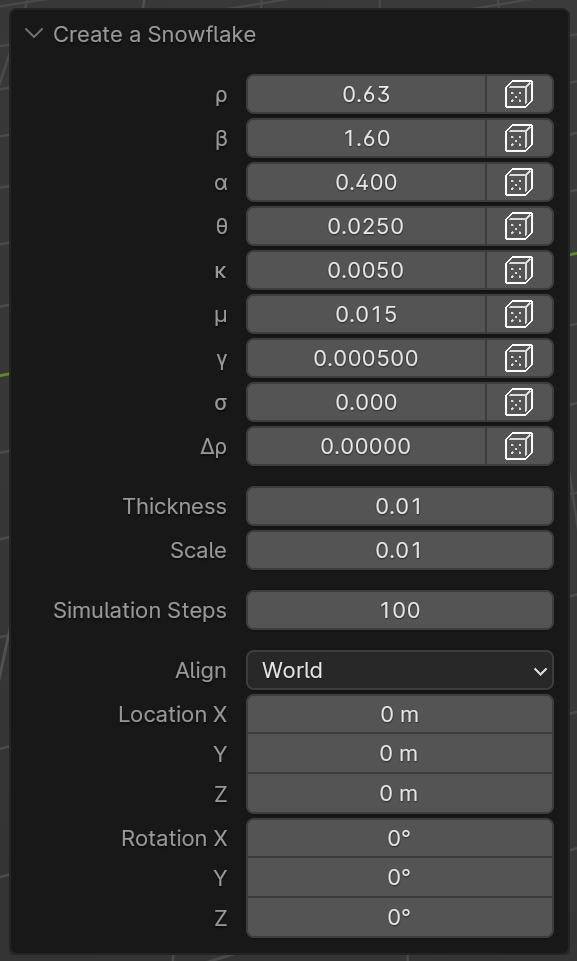 Create a Snowflake
ρ 0.63
β 1.60
α 0.400
θ 0.0250
κ 0.0050
μ 0.015
γ 0.000500
σ 0.000
Δρ 0.00000
Thickness 0.01
Scale 0.01
Simulation Steps 100
Align World
Location X 0 m
Y 0 m
Z 0 m
Rotation X 0°
Y 0°
Z 0°